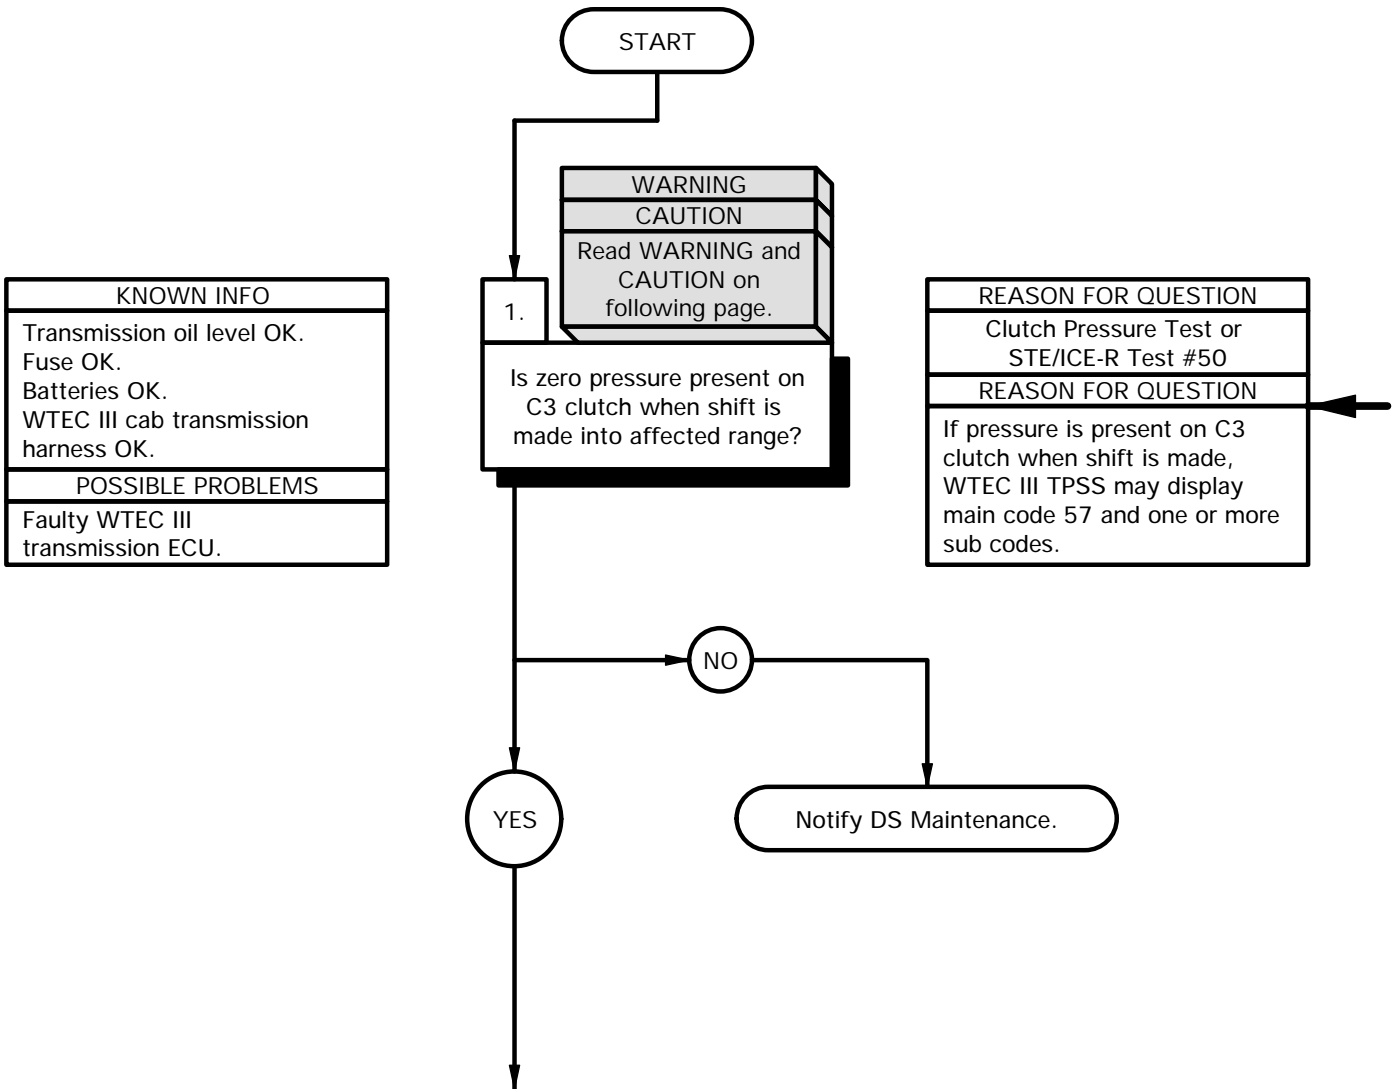 START
WARNING
CAUTION
Read WARNING and
CAUTION on
following page.
KNOWN INFO
Transmission oil level OK.
Fuse OK.
Batteries OK.
WTEC III cab transmission
harness OK.
POSSIBLE PROBLEMS
Faulty WTEC III
transmission ECU.
1.
Is zero pressure present on
C3 clutch when shift is
made into affected range?
REASON FOR QUESTION
Clutch Pressure Test or
STE/ICE-R Test #50
REASON FOR QUESTION
If pressure is present on C3
clutch when shift is made,
WTEC III TPSS may display
main code 57 and one or more
sub codes.
NO
YES
Notify DS Maintenance.